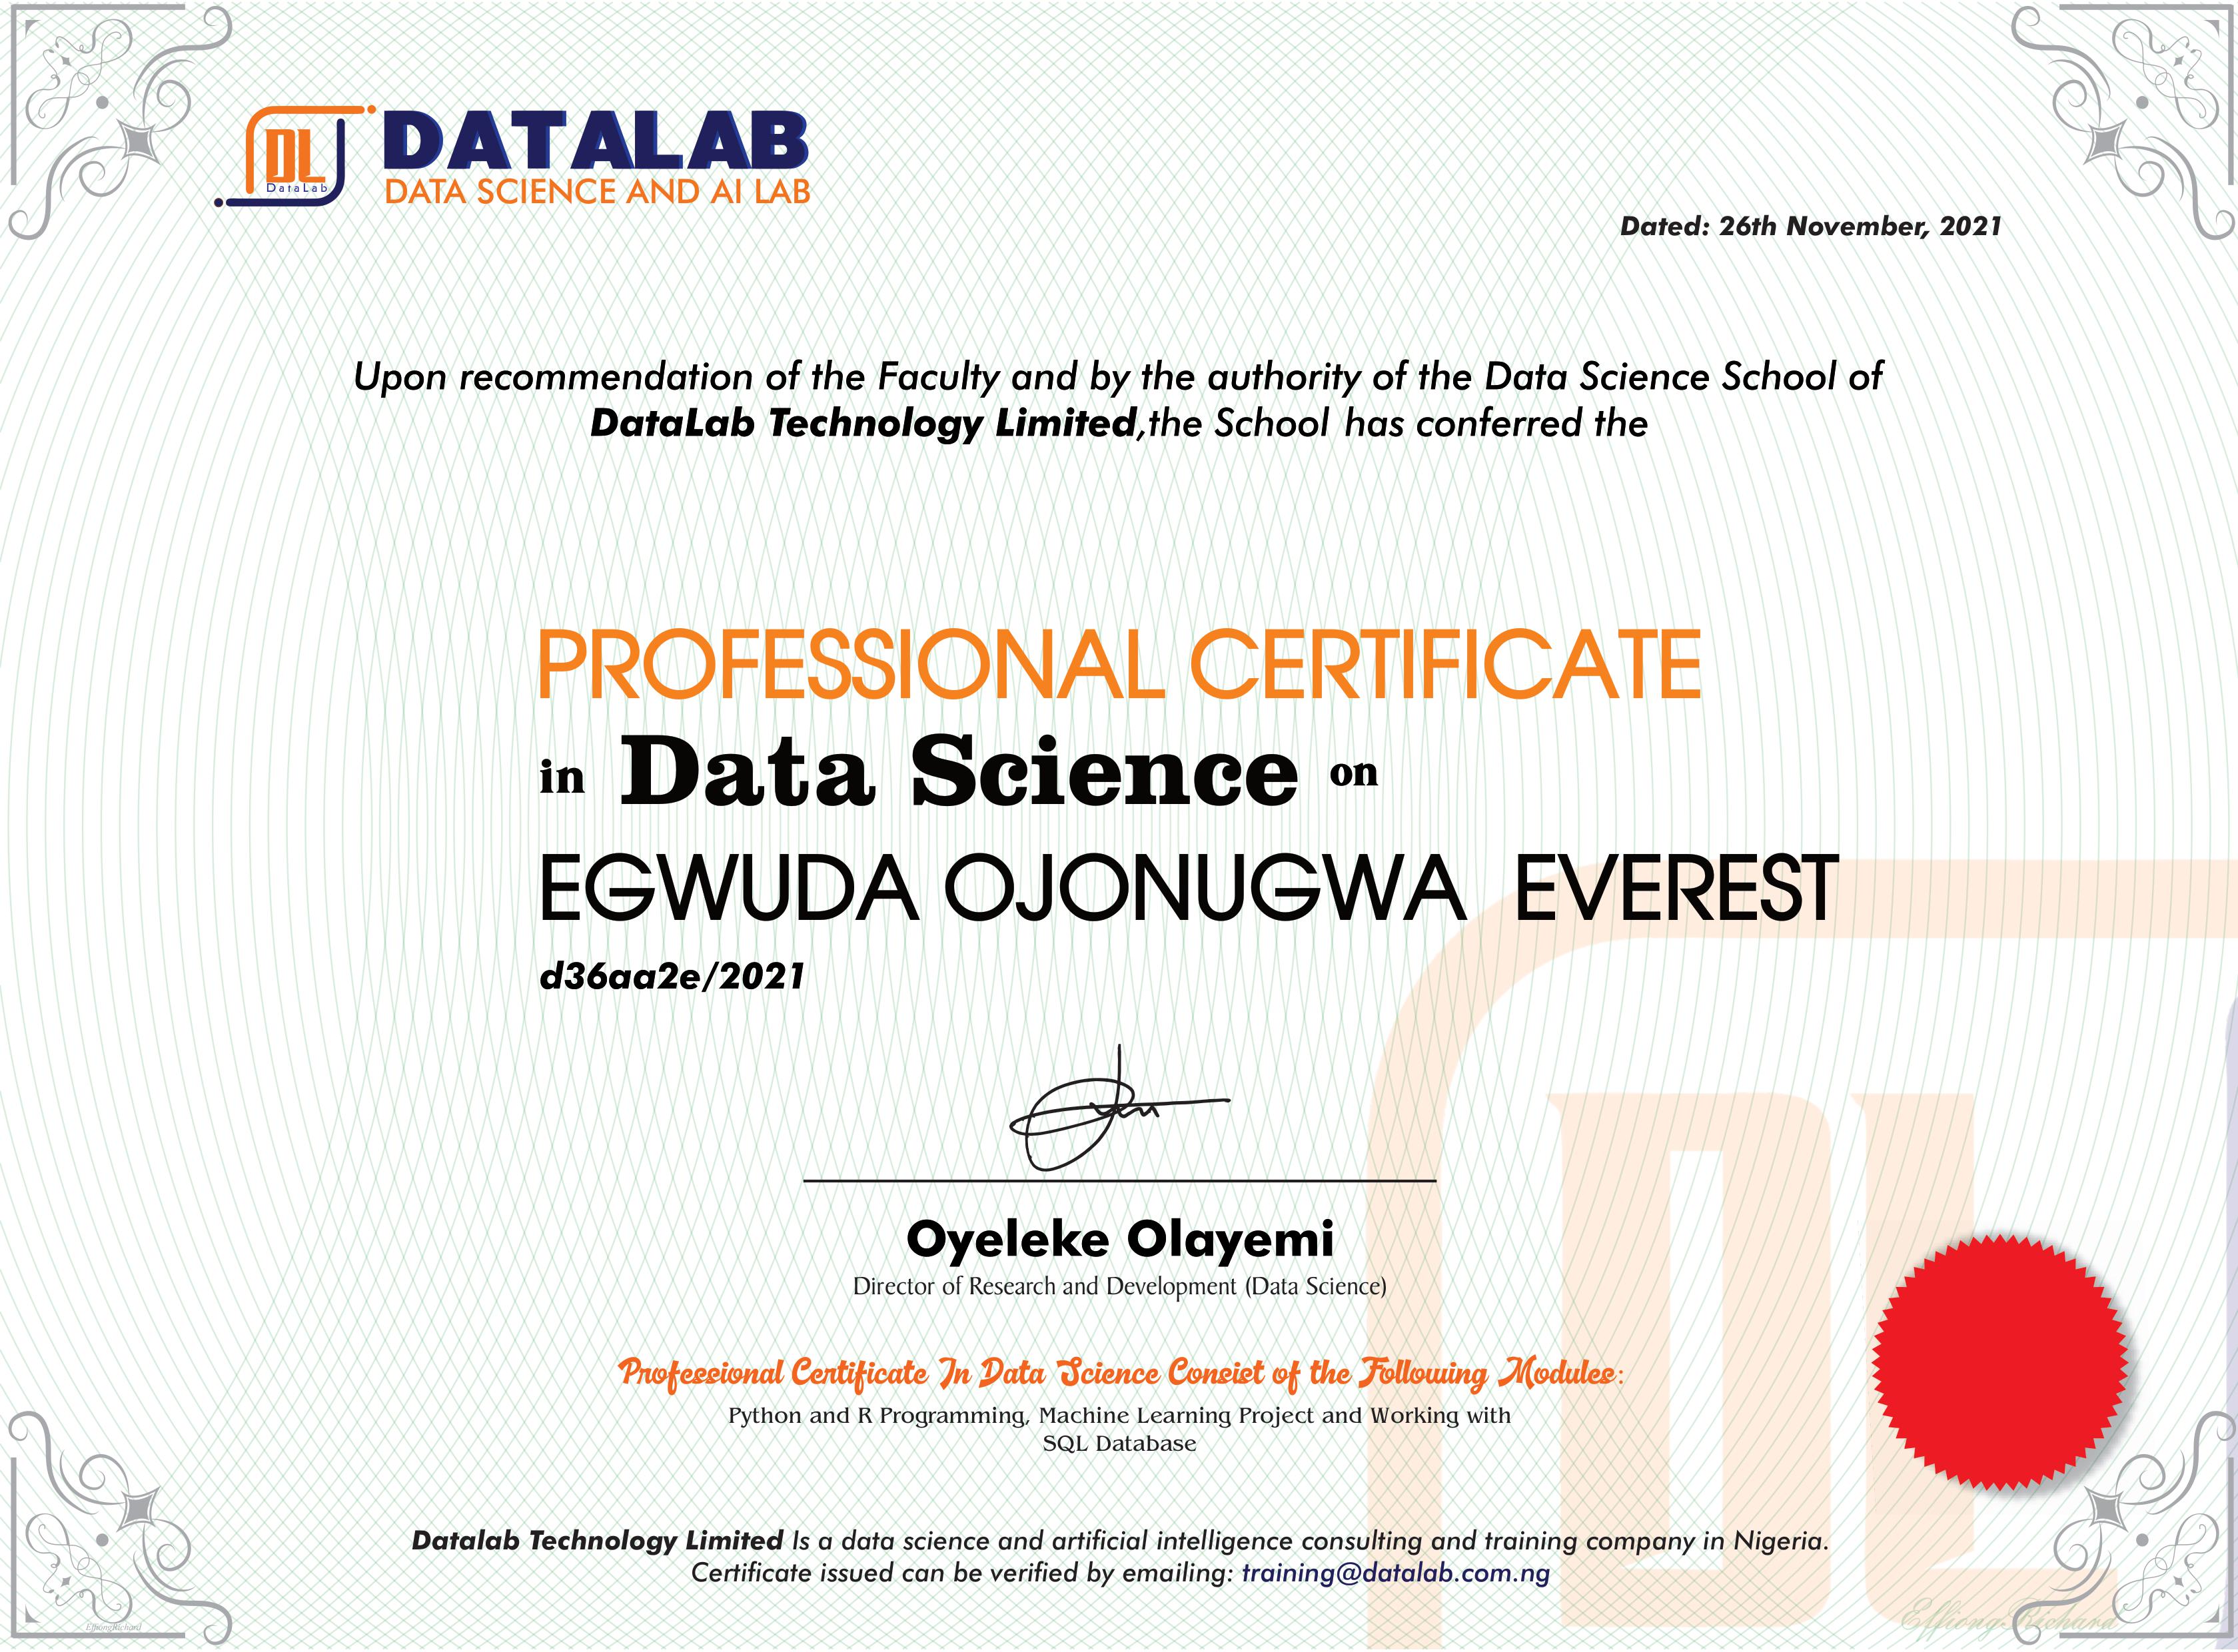 DL
DataLab
DATALAB
DATA SCIENCE AND AI LAB
Dated: 26th November, 2021
Upon recommendation of the Faculty and by the authority of the Data Science School of
DataLab Technology Limited,the School has conferred the
PROFESSIONAL CERTIFICATE
in Data Science on
EGWUDA OJONUGWA EVEREST
d36aa2e/2021
Oyeleke Olayemi
Director of Research and Development (Data Science)
Professional Certificate In Data Science Consist of the Following Modules:
Python and R Programming, Machine Learning Project and Working with
SQL Database
Datalab Technology Limited Is a data science and artificial intelligence consulting and training company in Nigeria.
Certificate issued can be verified by emailing: training@datalab.com.ng
EffiongRichard
EffiongRichard
DL